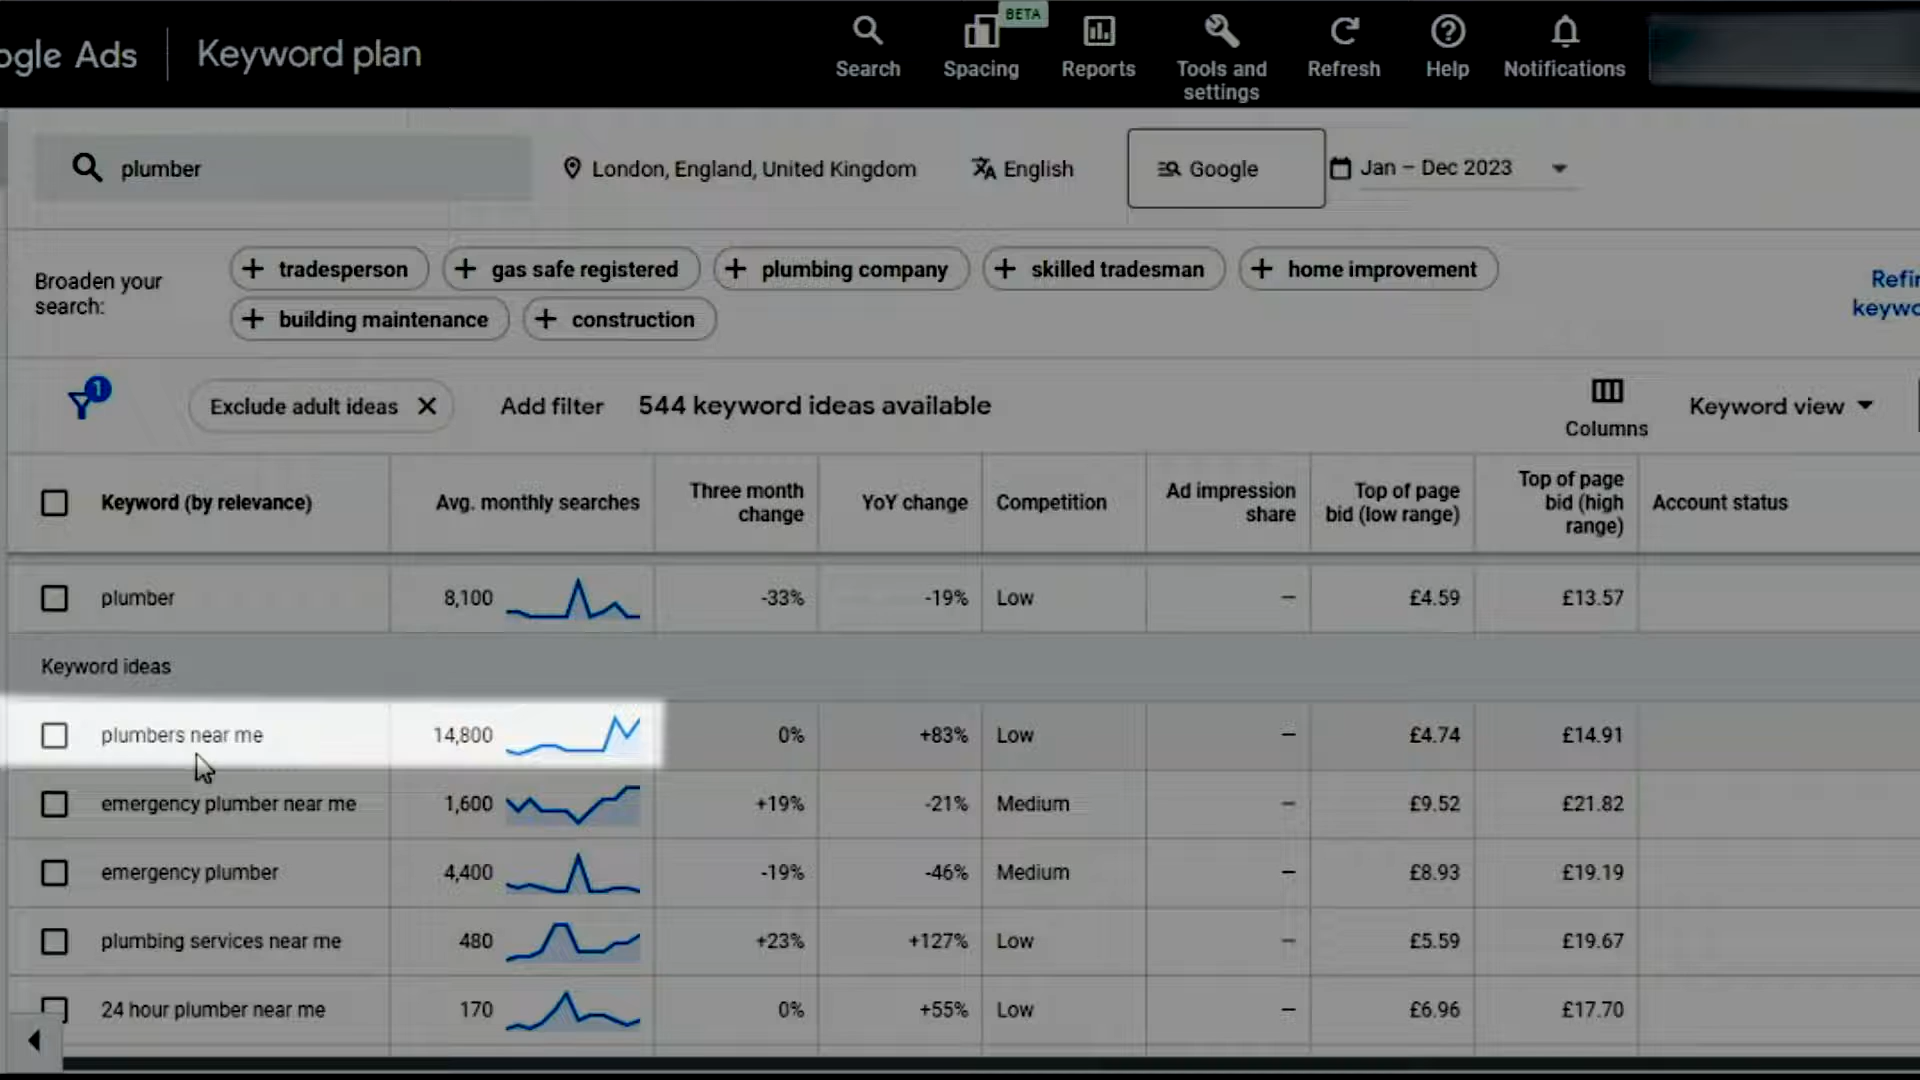 ogle Ads
Keyword plan
Search
BETA
Spacing
Reports
Tools and
settings
Refresh
Help
Notifications
plumber
London, England, United Kingdom
English
Google
Jan – Dec 2023
Broaden your
search:
+ tradesperson
+ gas safe registered
+ plumbing company
+ skilled tradesman
+ home improvement
+ building maintenance
+ construction
Refin
keywo
1
Exclude adult ideas
Add filter
544 keyword ideas available
Columns
Keyword view
Keyword (by relevance)
Avg. monthly searches
Three month
change
YoY change
Competition
Ad impression
share
Top of page
bid (low range)
Top of page
bid (high
range)
Account status
plumber 8,100 -33% -19% Low – £4.59 £13.57
Keyword ideas
plumbers near me 14,800 0% +83% Low – £4.74 £14.91
emergency plumber near me 1,600 +19% -21% Medium – £9.52 £21.82
emergency plumber 4,400 -19% -46% Medium – £8.93 £19.19
plumbing services near me 480 +23% +127% Low – £5.59 £19.67
24 hour plumber near me 170 0% +55% Low – £6.96 £17.70